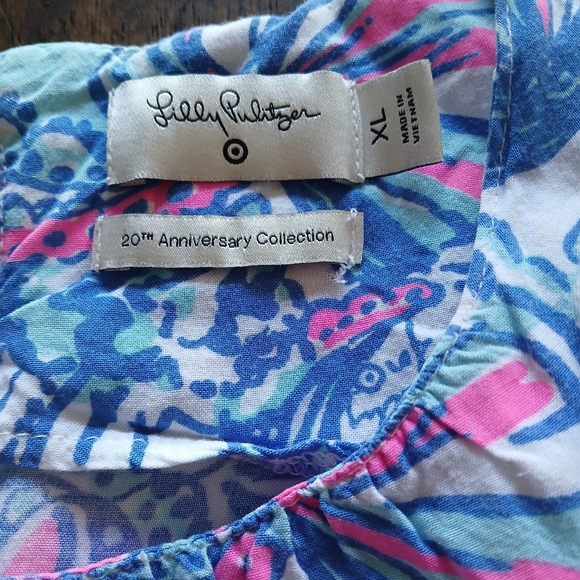 Lilly Pulitzer
XL
MADE IN
VIETNAM
20TH Anniversary Collection